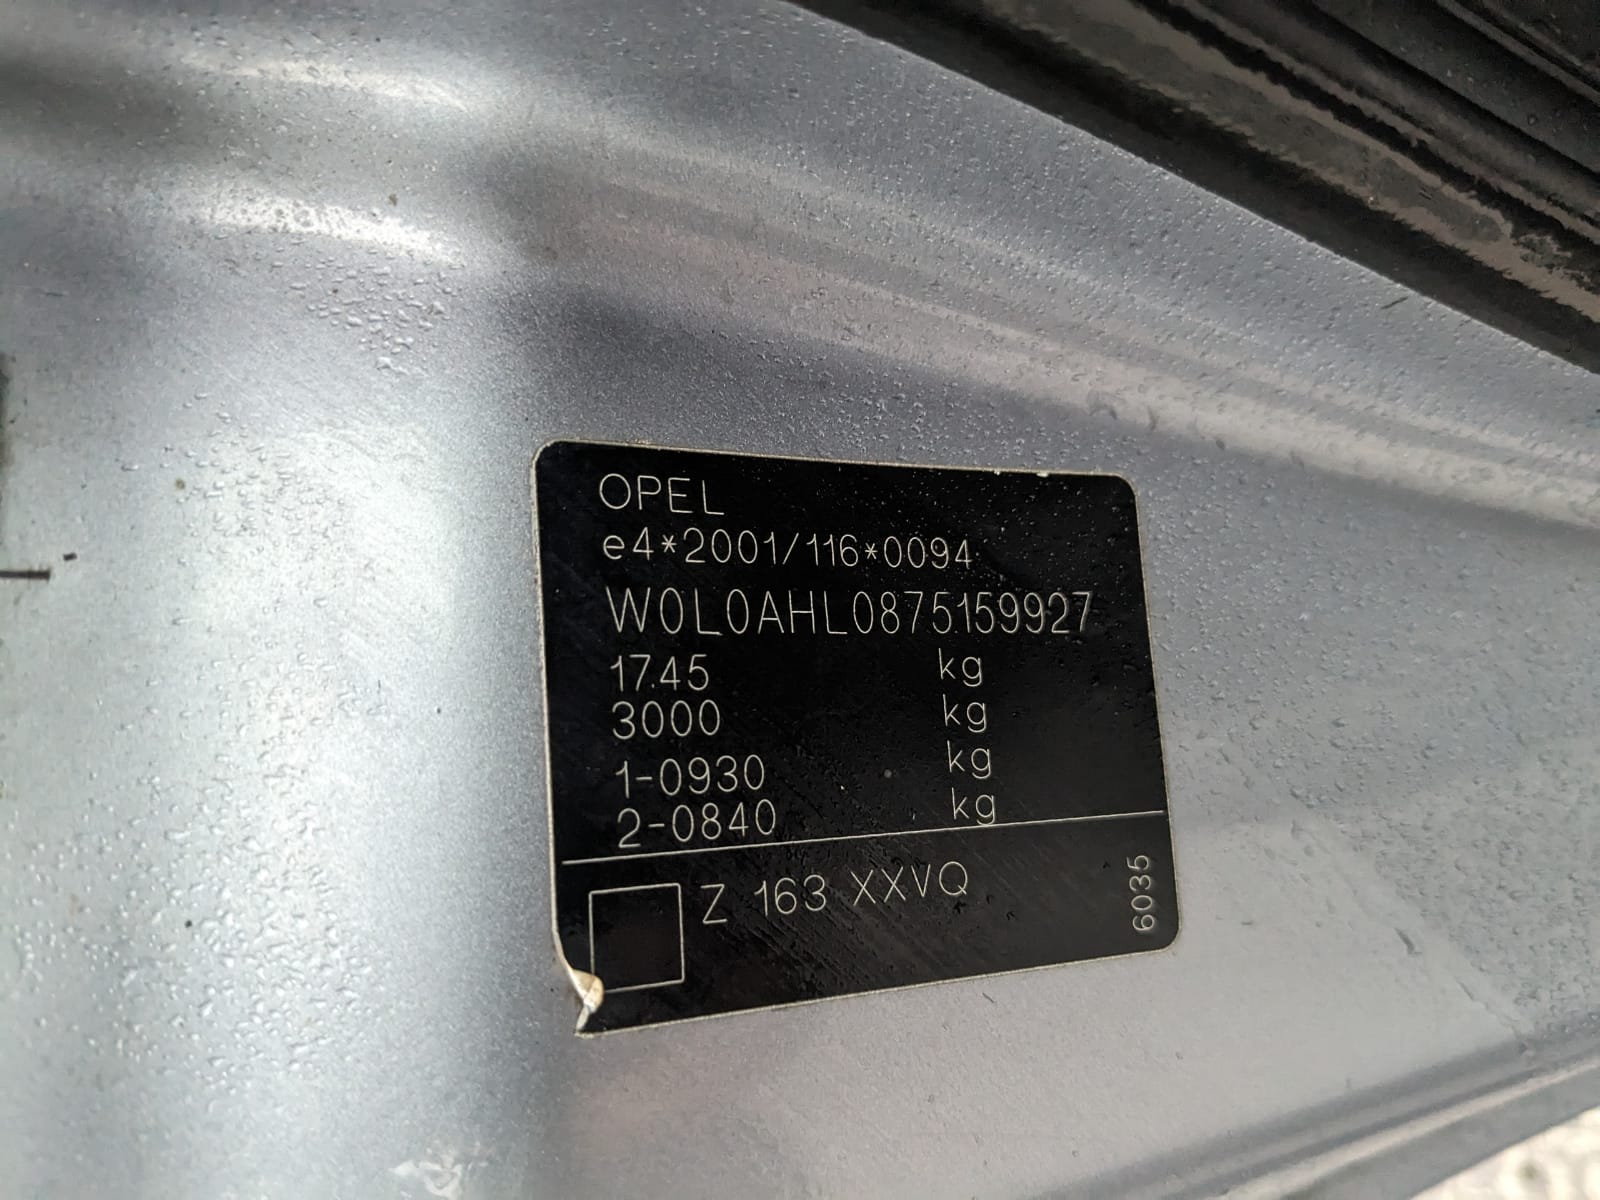 OPEL
e4*2001/116*0094
W0L0AHL0875159927
1745 kg
3000 kg
1-0930 kg
2-0840 kg
Z 163 XXVQ
6035